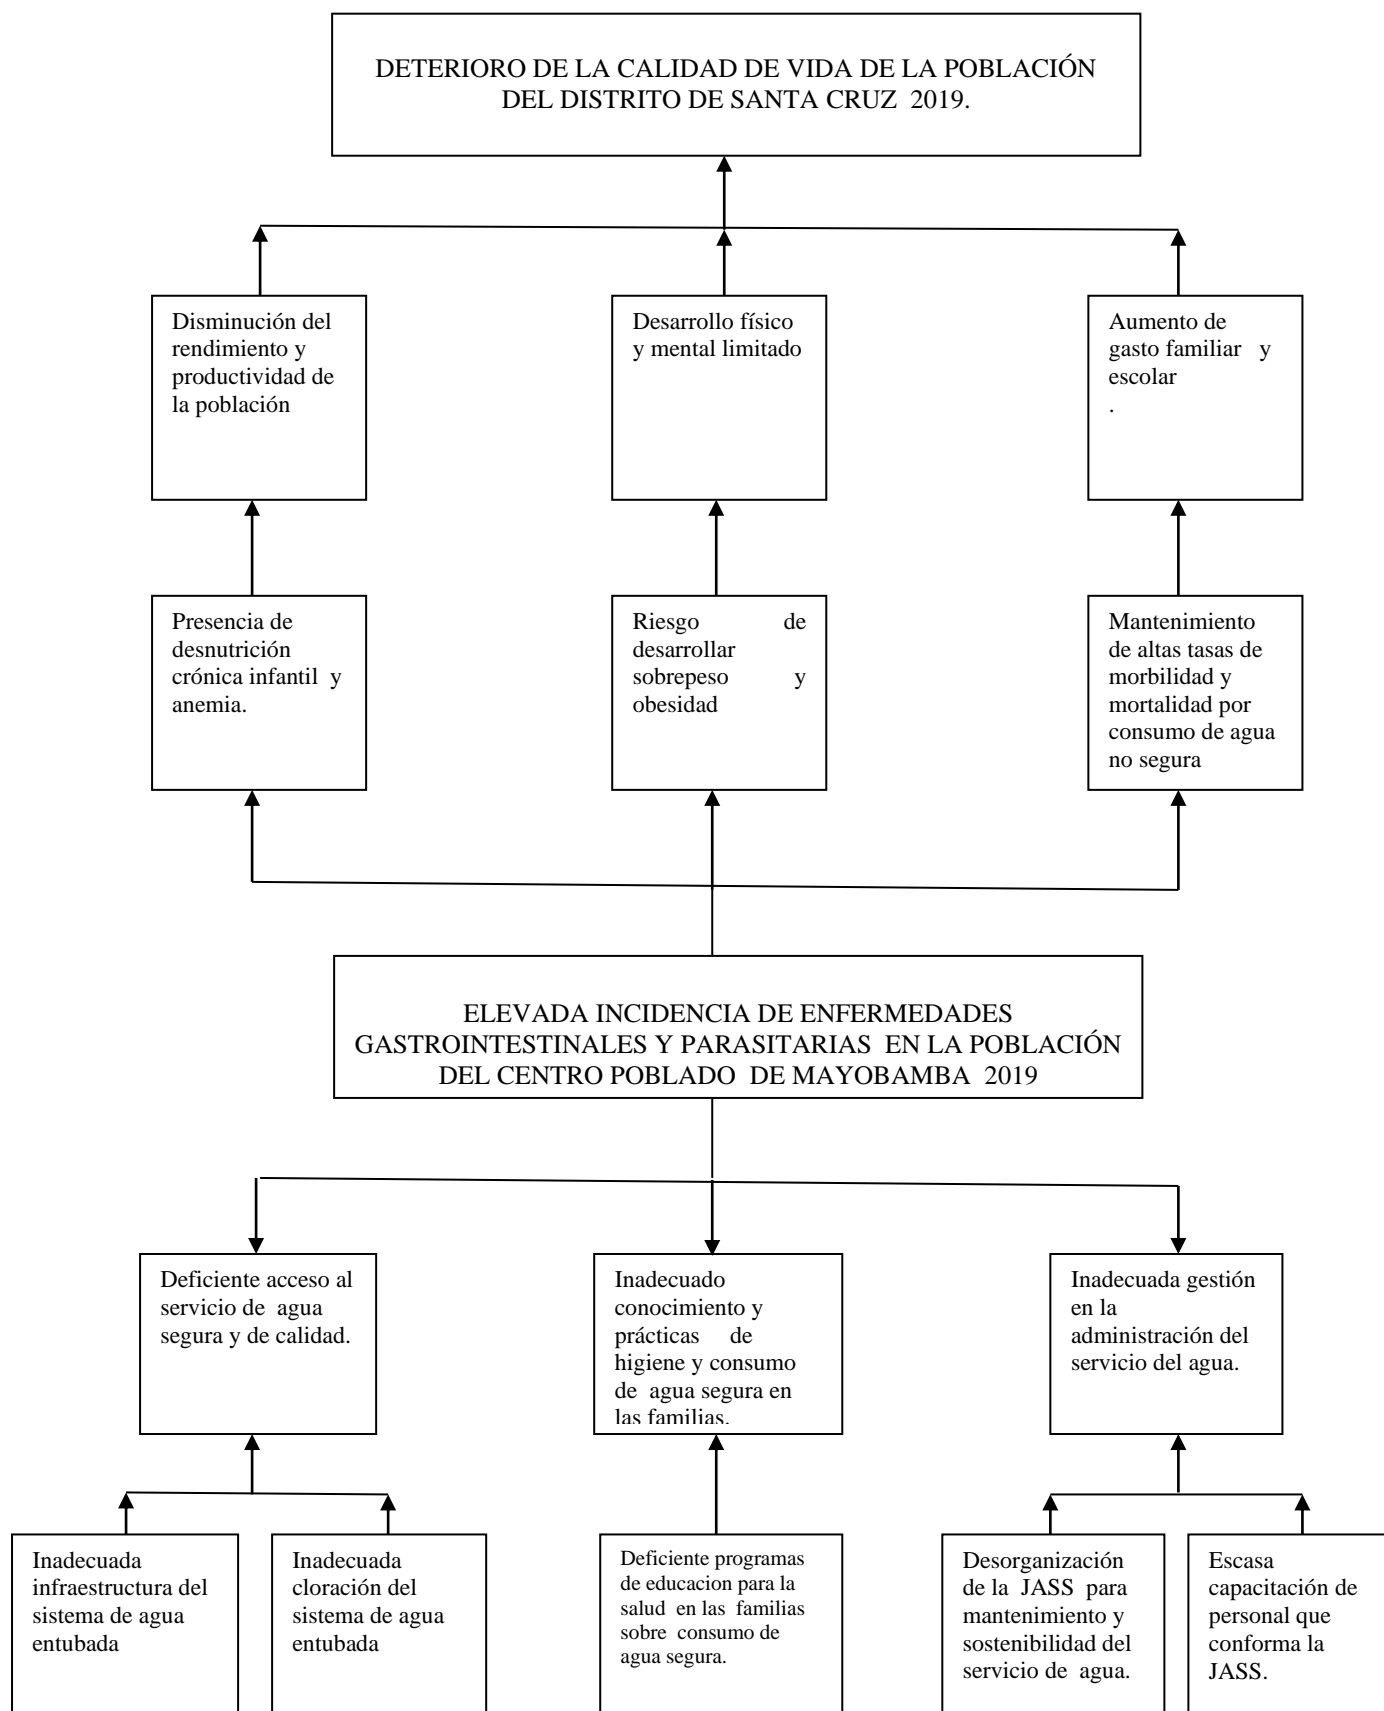 DETERIORO DE LA CALIDAD DE VIDA DE LA POBLACIÓN
DEL DISTRITO DE SANTA CRUZ 2019.
Disminución del
rendimiento y
productividad de
la población
Desarrollo físico
y mental limitado
Aumento de
gasto familiar y
escolar
.
Presencia de
desnutrición
crónica infantil y
anemia.
Riesgo de
desarrollar
sobrepeso y
obesidad
Mantenimiento
de altas tasas de
morbilidad y
mortalidad por
consumo de agua
no segura
ELEVADA INCIDENCIA DE ENFERMEDADES
GASTROINTESTINALES Y PARASITARIAS EN LA POBLACIÓN
DEL CENTRO POBLADO DE MAYOBAMBA 2019
Deficiente acceso al
servicio de agua
segura y de calidad.
Inadecuado
conocimiento y
prácticas de
higiene y consumo
de agua segura en
las familias.
Inadecuada gestión
en la
administración del
servicio del agua.
Inadecuada
infraestructura del
sistema de agua
entubada
Inadecuada
cloración del
sistema de agua
entubada
Deficiente programas
de educacion para la
salud en las familias
sobre consumo de
agua segura.
Desorganización
de la JASS para
mantenimiento y
sostenibilidad del
servicio de agua.
Escasa
capacitación de
personal que
conforma la
JASS.